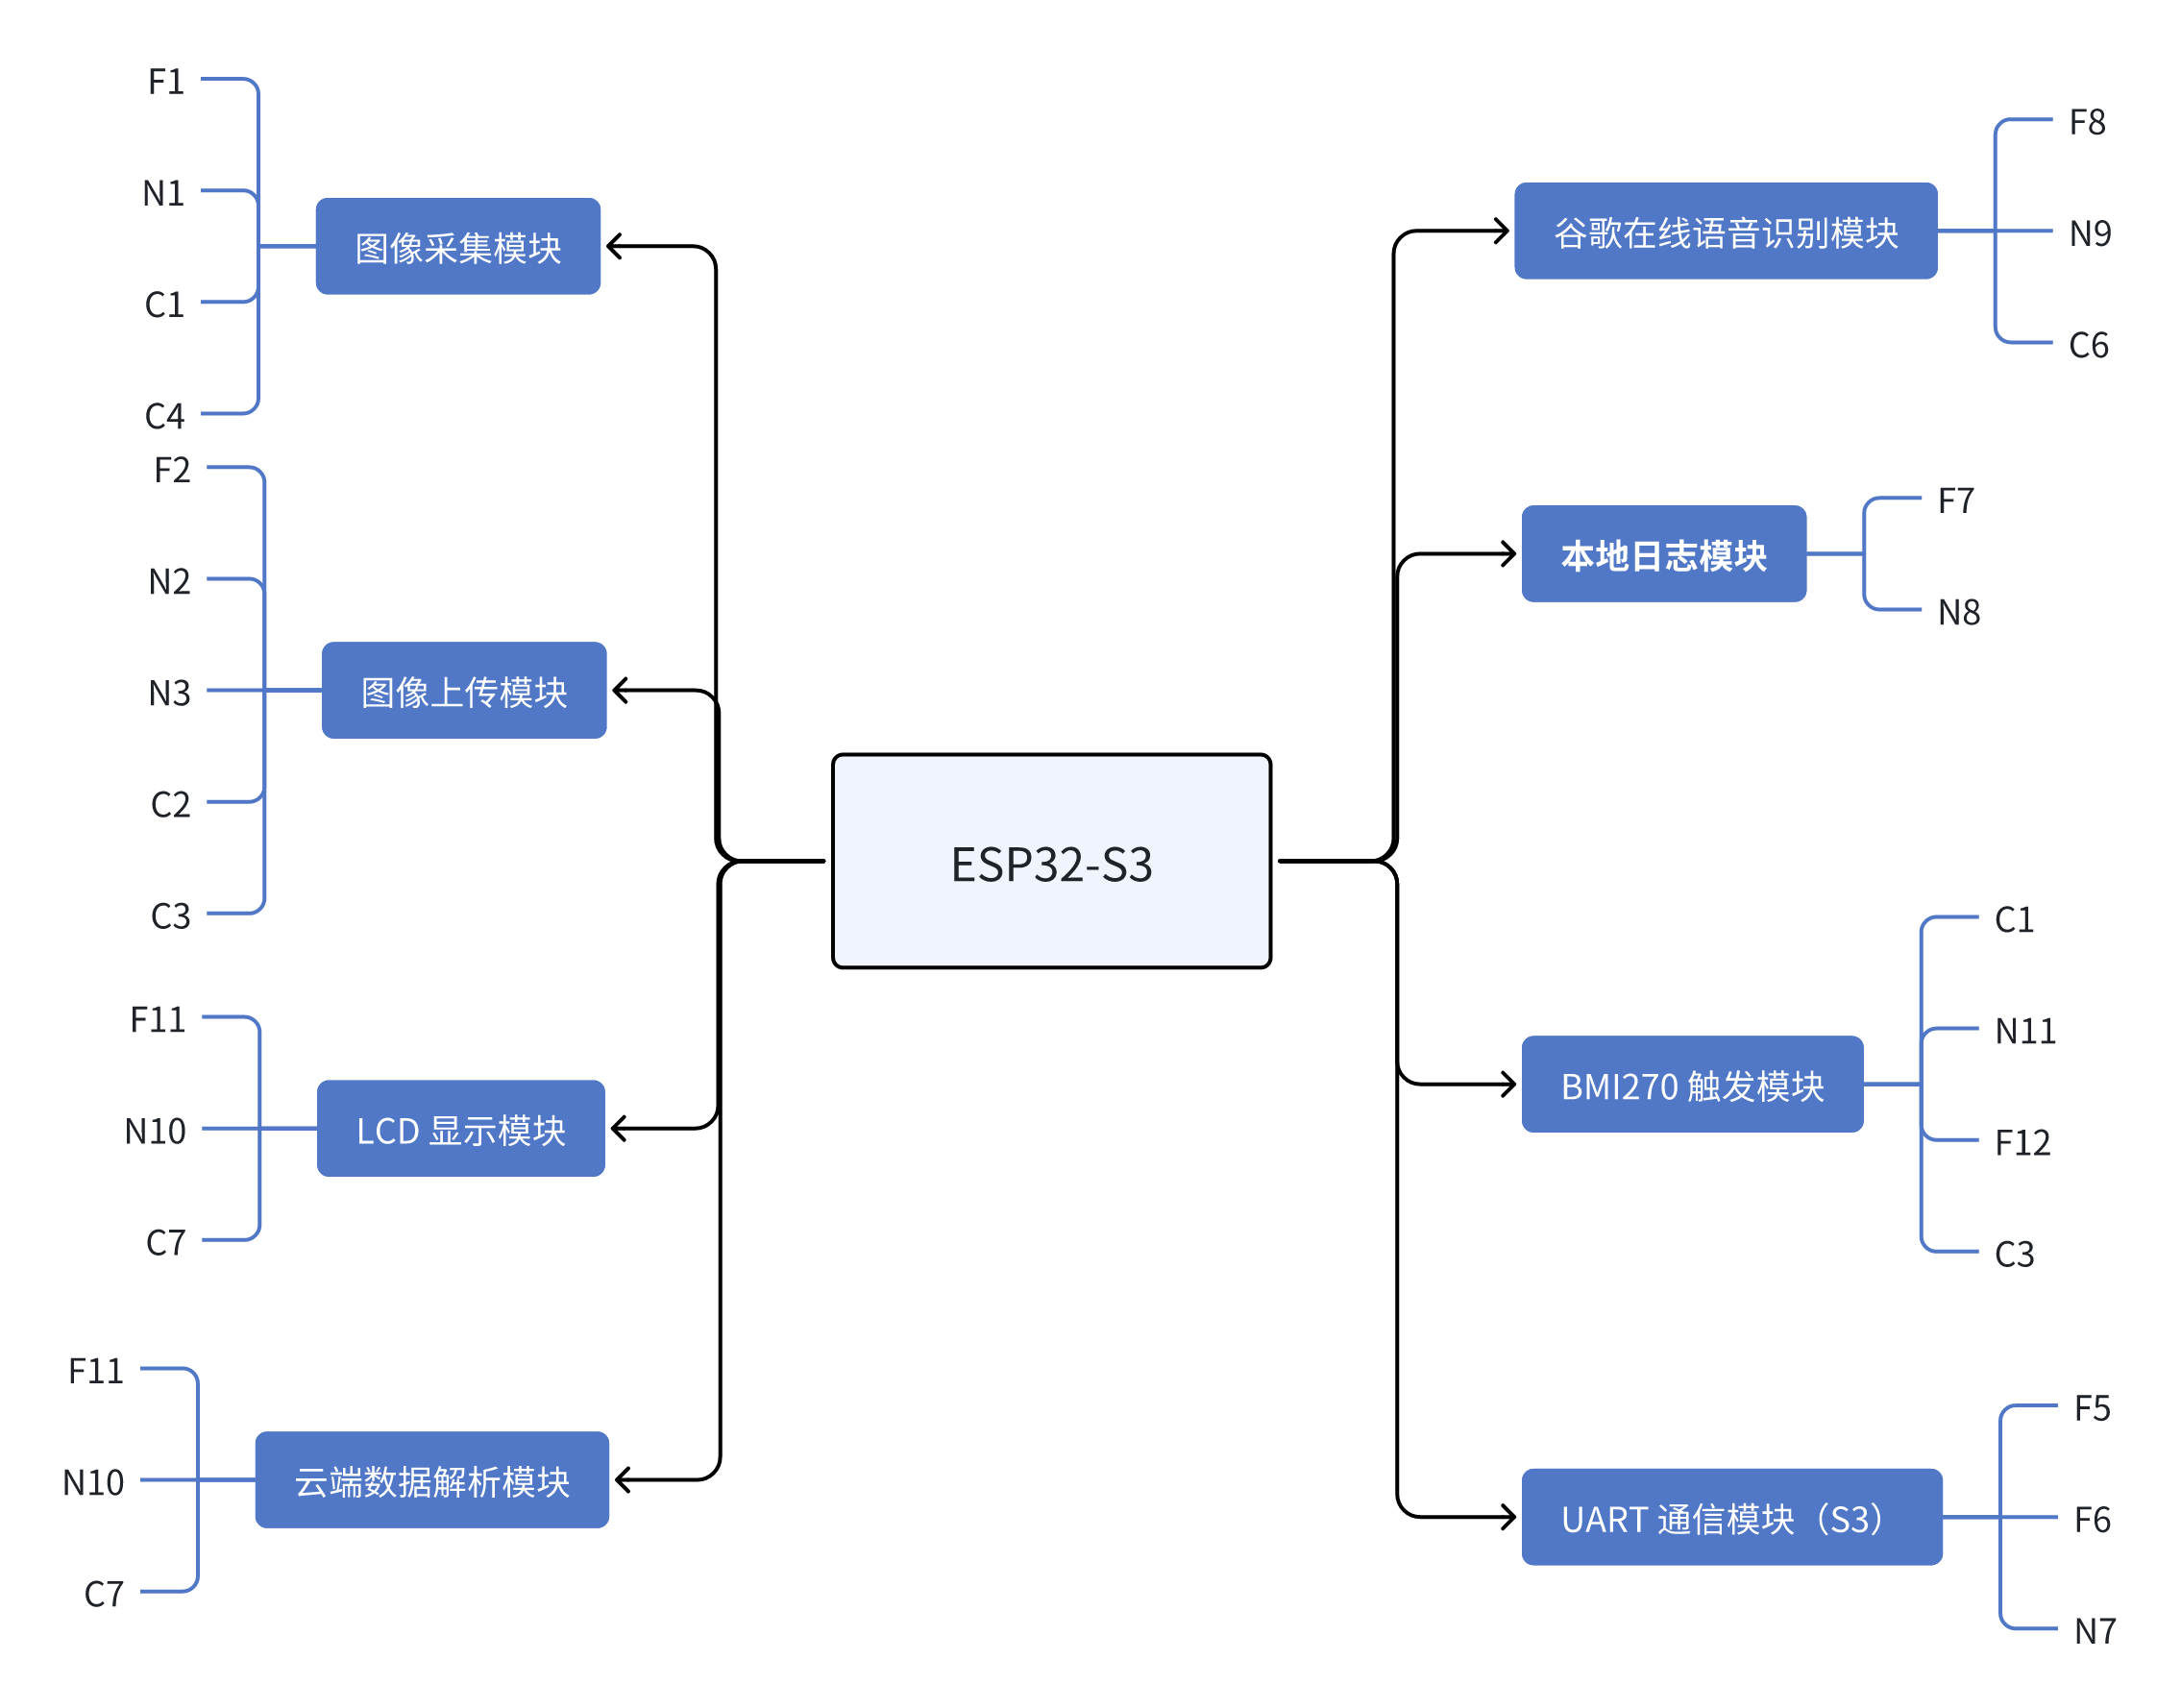 F1
N1
图像采集模块
C1
C4
F2
N2
N3
图像上传模块
C2
C3
F11
N10
LCD 显示模块
C7
F11
N10
云端数据解析模块
C7
ESP32-S3
F8
谷歌在线语音识别模块
N9
C6
F7
本地日志模块
N8
C1
N11
BMI270 触发模块
F12
C3
F5
UART 通信模块（S3）
F6
N7